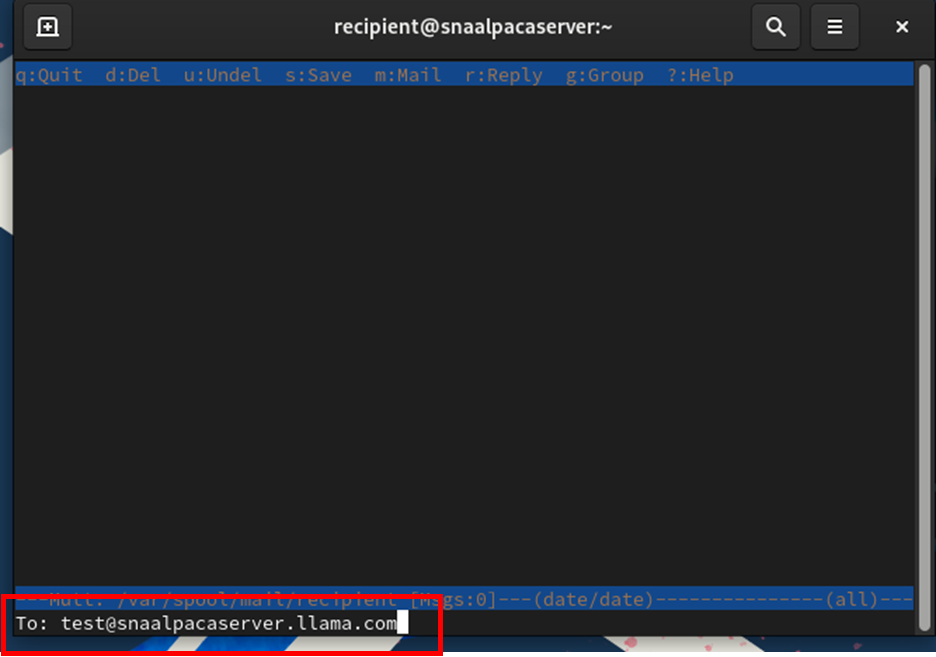 recipient@snaalpacaserver:~
q:Quit  d:Del  u:Undel  s:Save  m:Mail  r:Reply  g:Group  ?:Help
---Mutt: /var/spool/mail/recipient [Msgs:0]---(date/date)---------------(all)---
To: test@snaalpacaserver.llama.com